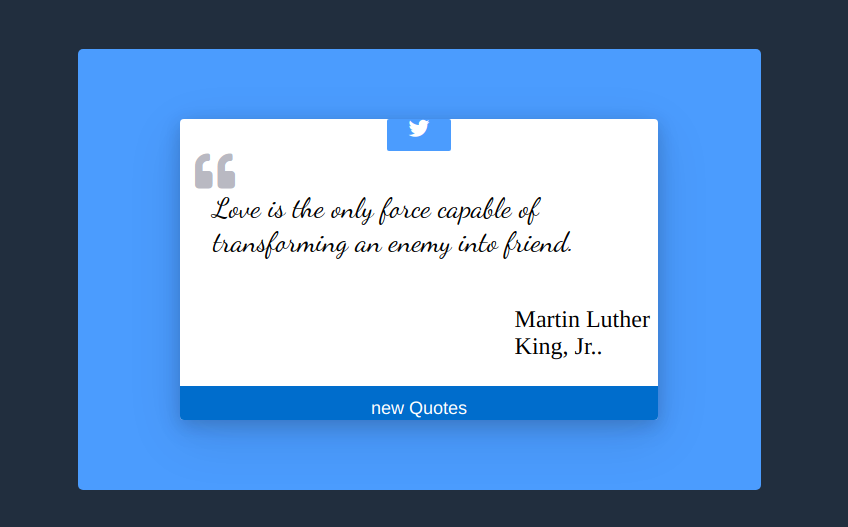 Love is the only force capable of
transforming an enemy into friend.
Martin Luther
King, Jr..
new Quotes